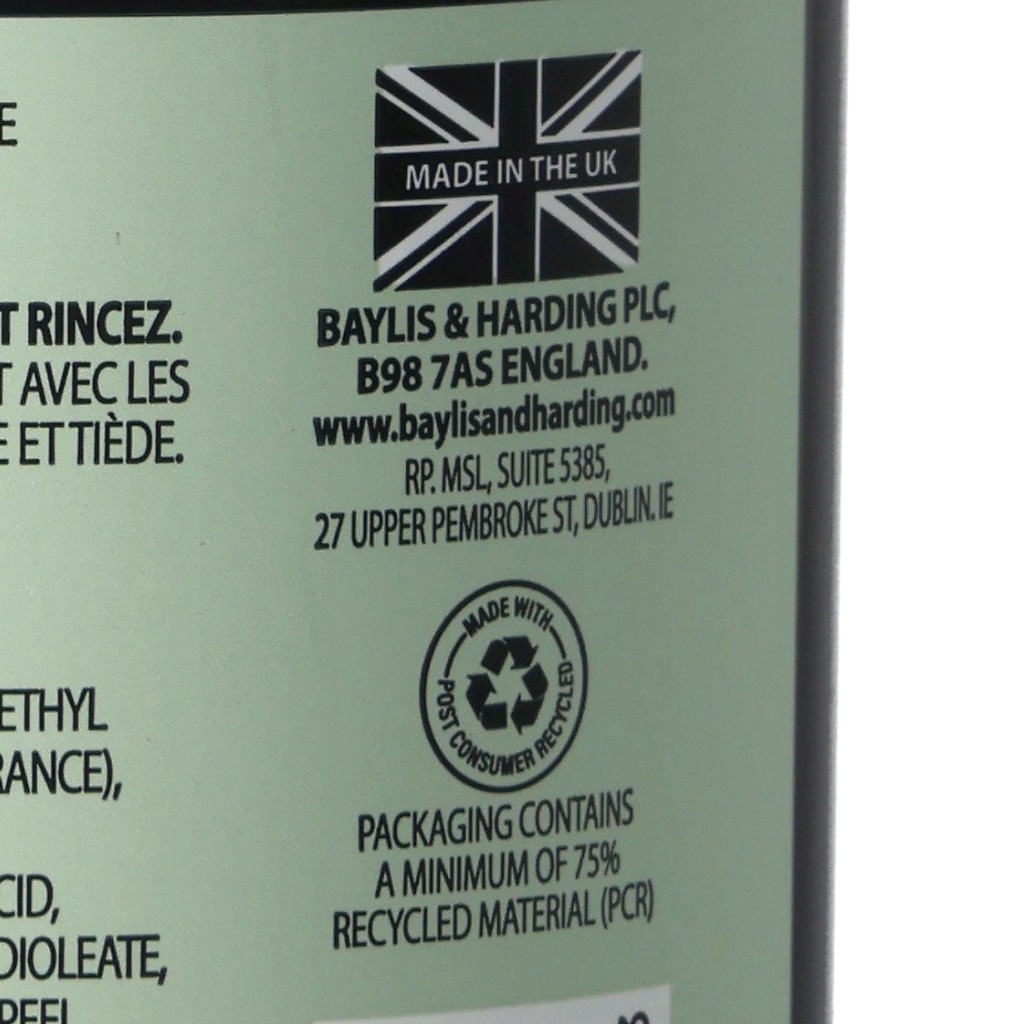 E
T RINCEZ.
T AVEC LES
E ET TIÈDE.
ETHYL
RANCE),
CID,
DIOLEATE,
PEEL
MADE IN THE UK
BAYLIS & HARDING PLC,
B98 7AS ENGLAND.
www.baylisandharding.com
RP. MSL, SUITE 5385,
27 UPPER PEMBROKE ST, DUBLIN. IE
MADE WITH
POST CONSUMER RECYCLED
PACKAGING CONTAINS
A MINIMUM OF 75%
RECYCLED MATERIAL (PCR)